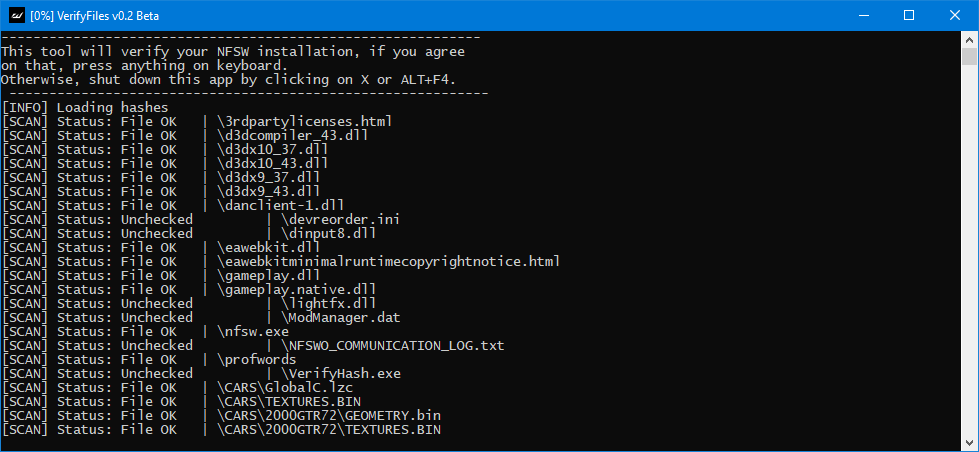 [0%] VerifyFiles v0.2 Beta
------------------------------------------------------------
This tool will verify your NFSW installation, if you agree
on that, press anything on keyboard.
Otherwise, shut down this app by clicking on X or ALT+F4.
 ------------------------------------------------------------
[INFO] Loading hashes
[SCAN] Status: File OK   | \3rdpartylicenses.html
[SCAN] Status: File OK   | \d3dcompiler_43.dll
[SCAN] Status: File OK   | \d3dx10_37.dll
[SCAN] Status: File OK   | \d3dx10_43.dll
[SCAN] Status: File OK   | \d3dx9_37.dll
[SCAN] Status: File OK   | \d3dx9_43.dll
[SCAN] Status: File OK   | \danclient-1.dll
[SCAN] Status: Unchecked         | \devreorder.ini
[SCAN] Status: Unchecked         | \dinput8.dll
[SCAN] Status: File OK   | \eawebkit.dll
[SCAN] Status: File OK   | \eawebkitminimalruntimecopyrightnotice.html
[SCAN] Status: File OK   | \gameplay.dll
[SCAN] Status: File OK   | \gameplay.native.dll
[SCAN] Status: Unchecked         | \lightfx.dll
[SCAN] Status: Unchecked         | \ModManager.dat
[SCAN] Status: File OK   | \nfsw.exe
[SCAN] Status: Unchecked         | \NFSWO_COMMUNICATION_LOG.txt
[SCAN] Status: File OK   | \profwords
[SCAN] Status: Unchecked         | \VerifyHash.exe
[SCAN] Status: File OK   | \CARS\GlobalC.lzc
[SCAN] Status: File OK   | \CARS\TEXTURES.BIN
[SCAN] Status: File OK   | \CARS\2000GTR72\GEOMETRY.bin
[SCAN] Status: File OK   | \CARS\2000GTR72\TEXTURES.BIN